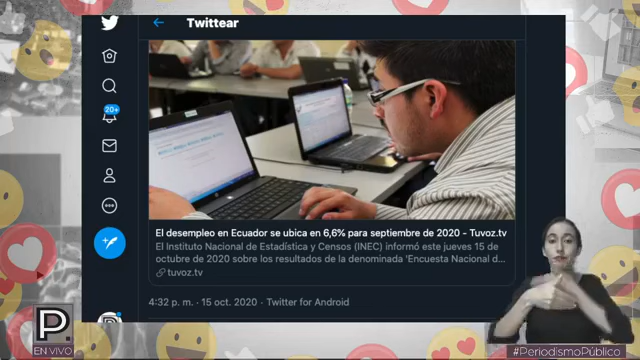 Twittear
20+
El desempleo en Ecuador se ubica en 6,6% para septiembre de 2020 - Tuvoz.tv
El Instituto Nacional de Estadística y Censos (INEC) informó este jueves 15 de
octubre de 2020 sobre los resultados de la denominada 'Encuesta Nacional d...
tuvoz.tv
4:32 p. m. · 15 oct. 2020 · Twitter for Android
P.
EN VIVO
#PeriodismoPúblico